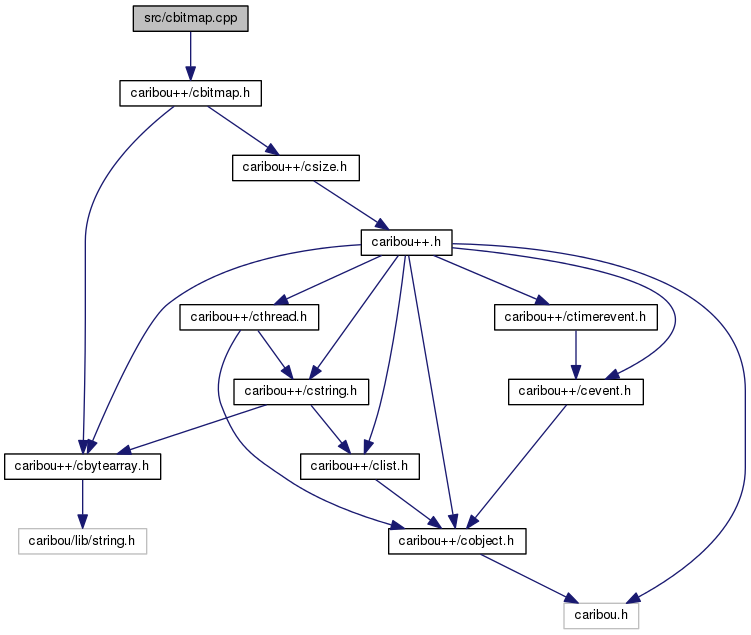 src/cbitmap.cpp
caribou++/cbitmap.h
caribou++/csize.h
caribou++.h
caribou++/cthread.h
caribou++/ctimerevent.h
caribou++/cstring.h
caribou++/cevent.h
caribou++/cbytearray.h
caribou++/clist.h
caribou/lib/string.h
caribou++/cobject.h
caribou.h